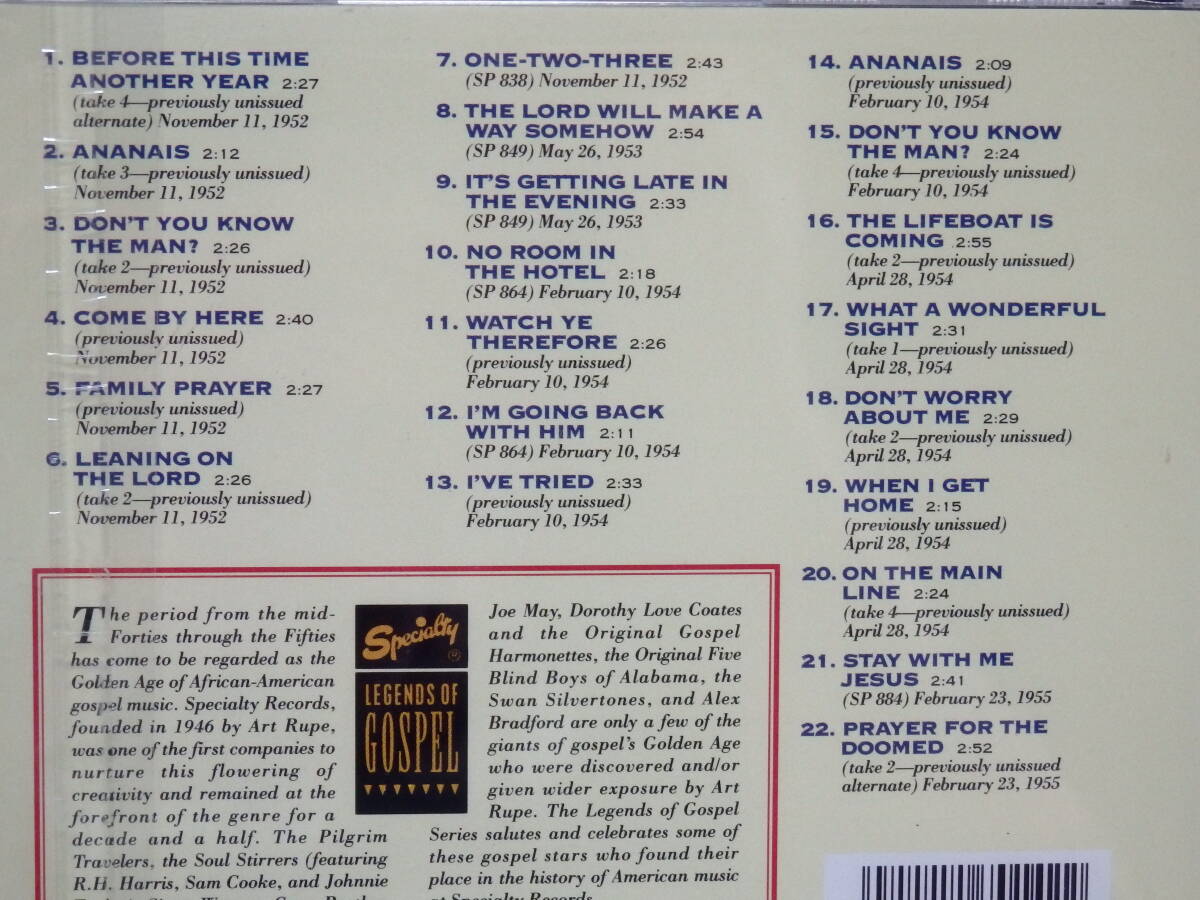 1. BEFORE THIS TIME
ANOTHER YEAR 2:27
(take 4—previously unissued
alternate) November 11, 1952
2. ANANAIS 2:12
(take 3—previously unissued)
November 11, 1952
3. DON'T YOU KNOW
THE MAN? 2:26
(take 2—previously unissued)
November 11, 1952
4. COME BY HERE 2:40
(previously unissued)
November 11, 1952
5. FAMILY PRAYER 2:27
(previously unissued)
November 11, 1952
6. LEANING ON
THE LORD 2:26
(take 2—previously unissued)
November 11, 1952
7. ONE-TWO-THREE 2:43
(SP 838) November 11, 1952
8. THE LORD WILL MAKE A
WAY SOMEHOW 2:54
(SP 849) May 26, 1953
9. IT'S GETTING LATE IN
THE EVENING 2:33
(SP 849) May 26, 1953
10. NO ROOM IN
THE HOTEL 2:18
(SP 864) February 10, 1954
11. WATCH YE
THEREFORE 2:26
(previously unissued)
February 10, 1954
12. I'M GOING BACK
WITH HIM 2:11
(SP 864) February 10, 1954
13. I'VE TRIED 2:33
(previously unissued)
February 10, 1954
14. ANANAIS 2:09
(previously unissued)
February 10, 1954
15. DON'T YOU KNOW
THE MAN? 2:24
(take 4—previously unissued)
February 10, 1954
16. THE LIFEBOAT IS
COMING 2:55
(take 2—previously unissued)
April 28, 1954
17. WHAT A WONDERFUL
SIGHT 2:31
(take 1—previously unissued)
April 28, 1954
18. DON'T WORRY
ABOUT ME 2:29
(take 2—previously unissued)
April 28, 1954
19. WHEN I GET
HOME 2:15
(previously unissued)
April 28, 1954
20. ON THE MAIN
LINE 2:24
(take 4—previously unissued)
April 28, 1954
21. STAY WITH ME
JESUS 2:41
(SP 884) February 23, 1955
22. PRAYER FOR THE
DOOMED 2:52
(take 2—previously unissued
alternate) February 23, 1955
The period from the mid-
Forties through the Fifties
has come to be regarded as the
Golden Age of African-American
gospel music. Specialty Records,
founded in 1946 by Art Rupe,
was one of the first companies to
nurture this flowering of
creativity and remained at the
forefront of the genre for a
decade and a half. The Pilgrim
Travelers, the Soul Stirrers (featuring
R.H. Harris, Sam Cooke, and Johnnie
Specialty ®
LEGENDS OF
GOSPEL
Joe May, Dorothy Love Coates
and the Original Gospel
Harmonettes, the Original Five
Blind Boys of Alabama, the
Swan Silvertones, and Alex
Bradford are only a few of the
giants of gospel's Golden Age
who were discovered and/or
given wider exposure by Art
Rupe. The Legends of Gospel
Series salutes and celebrates some of
these gospel stars who found their
place in the history of American music
at Specialty Records.